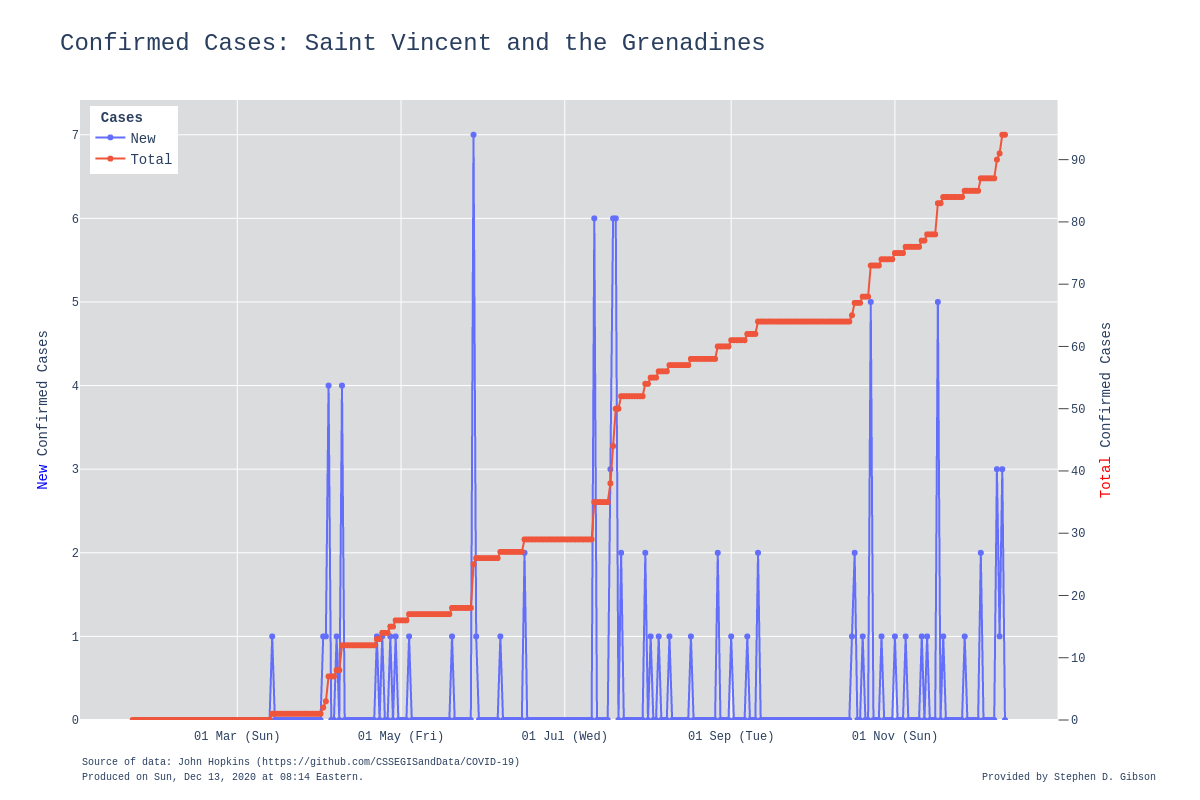 Confirmed Cases: Saint Vincent and the Grenadines
Cases
New
Total
7
6
5
4
3
2
1
0
New Confirmed Cases
90
80
70
60
50
40
30
20
10
0
Total Confirmed Cases
01 Mar (Sun) 01 May (Fri) 01 Jul (Wed) 01 Sep (Tue) 01 Nov (Sun)
Source of data: John Hopkins (https://github.com/CSSEGISandData/COVID-19)
Produced on Sun, Dec 13, 2020 at 08:14 Eastern.
Provided by Stephen D. Gibson